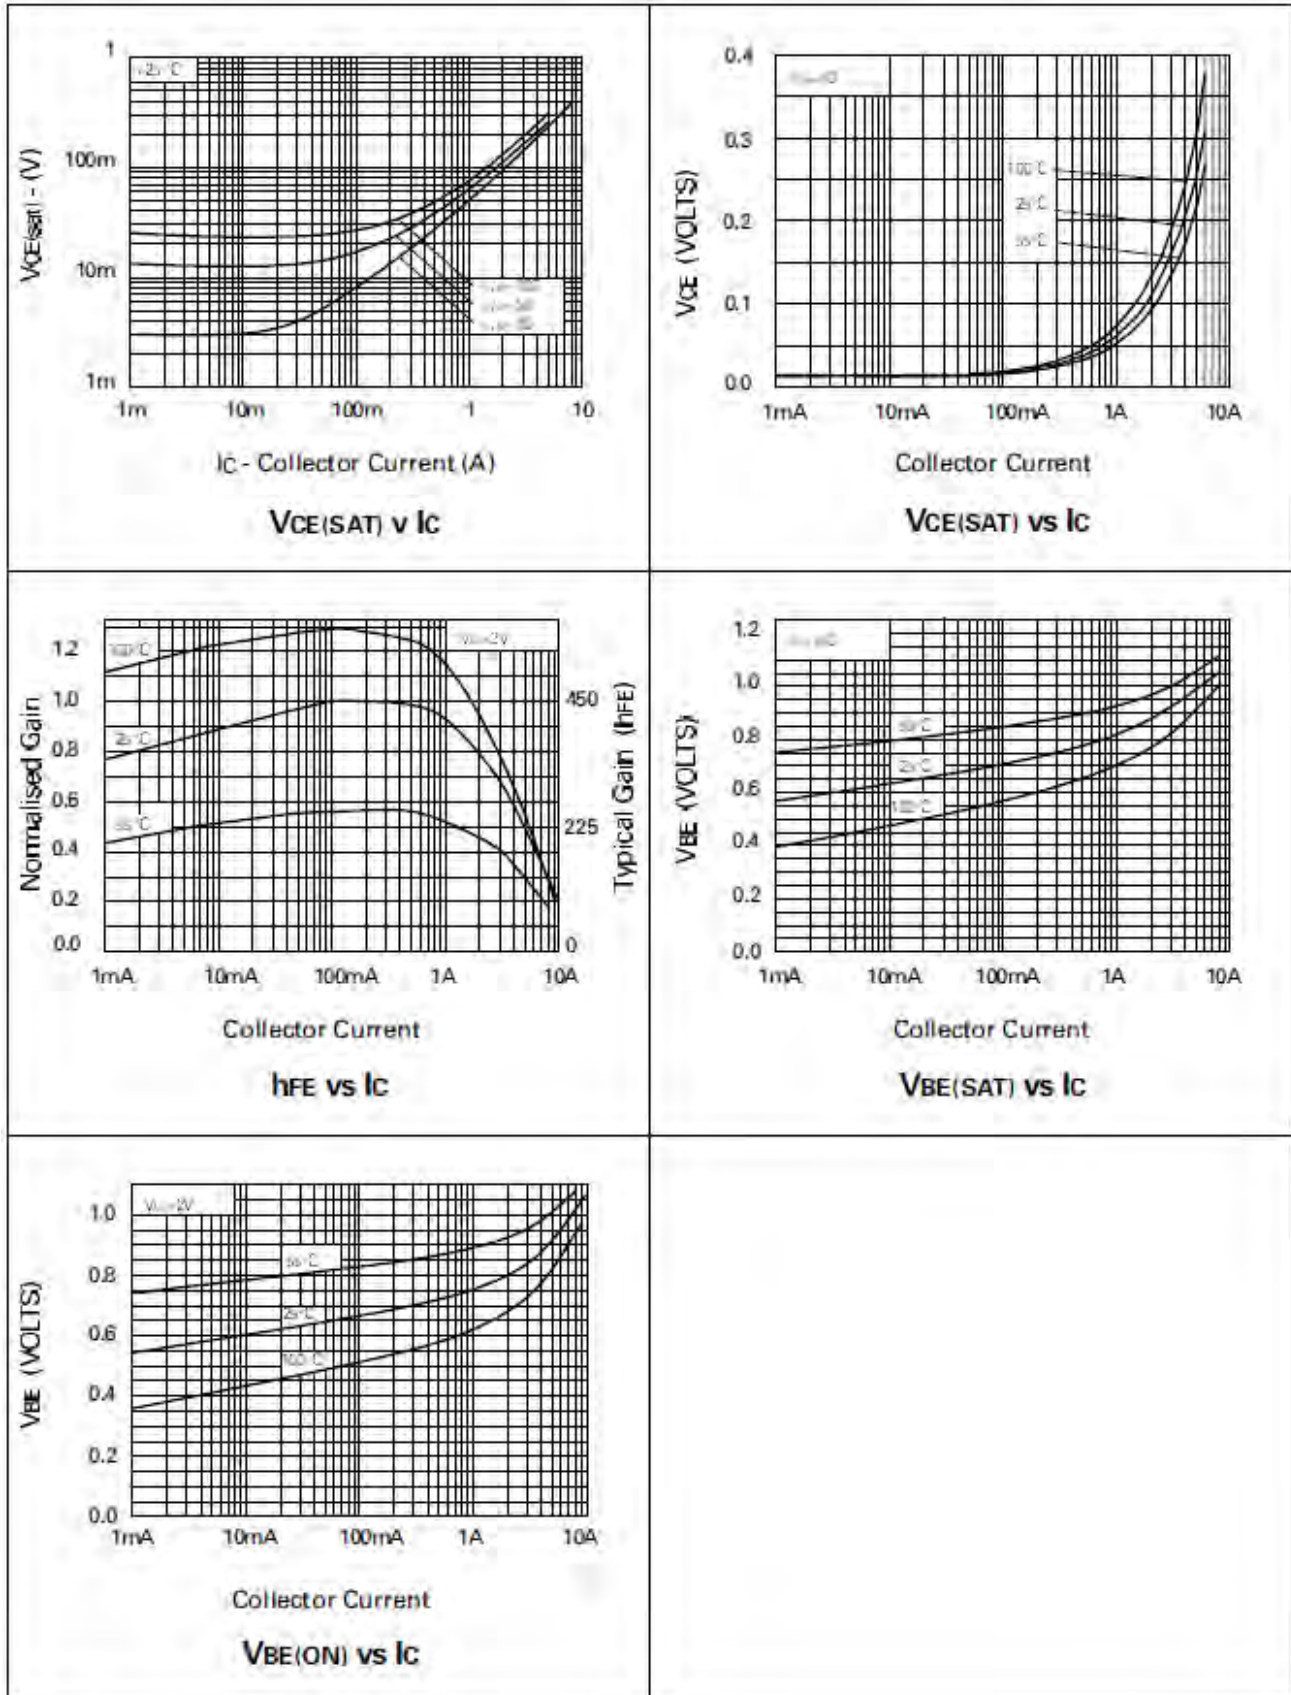 1
100m
10m
1m
1m 10m 100m 1 10
VCE(sat) - (V)
IC - Collector Current (A)
VCE(SAT) v IC
0.4
0.3
0.2
0.1
0.0
100°C
25°C
1mA 10mA 100mA 1A 10A
VCE (VOLTS)
Collector Current
VCE(SAT) vs IC
1.2
1.0
0.8
0.6
0.4
0.2
0.0
100°C
25°C
450
225
0
1mA 10mA 100mA 1A 10A
Normalised Gain
Typical Gain (hFE)
Collector Current
hFE vs IC
1.2
1.0
0.8
0.6
0.4
0.2
0.0
25°C
100°C
1mA 10mA 100mA 1A 10A
VBE (VOLTS)
Collector Current
VBE(SAT) vs IC
1.0
0.8
0.6
0.4
0.2
0.0
25°C
100°C
1mA 10mA 100mA 1A 10A
VBE (VOLTS)
Collector Current
VBE(ON) vs IC